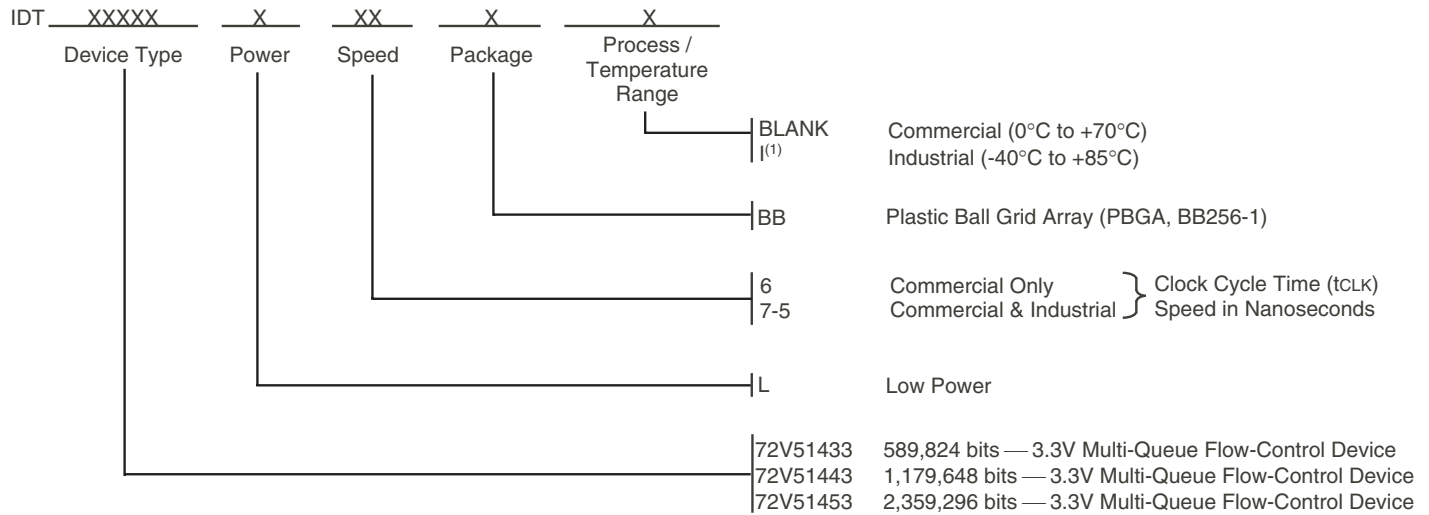 IDT XXXXX X XX X X
Device Type Power Speed Package Process /
Temperature
Range
BLANK Commercial (0°C to +70°C)
I(1) Industrial (-40°C to +85°C)
BB Plastic Ball Grid Array (PBGA, BB256-1)
6 Commercial Only Clock Cycle Time (tCLK)
7-5 Commercial & Industrial Speed in Nanoseconds
L Low Power
72V51433 589,824 bits — 3.3V Multi-Queue Flow-Control Device
72V51443 1,179,648 bits — 3.3V Multi-Queue Flow-Control Device
72V51453 2,359,296 bits — 3.3V Multi-Queue Flow-Control Device